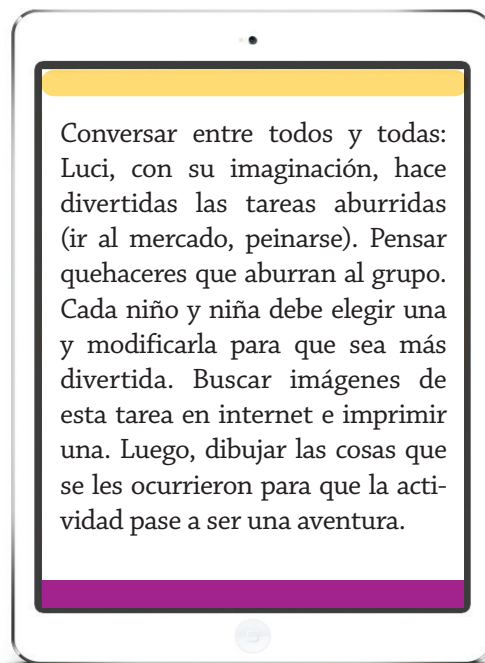 Conversar entre todos y todas:
Luci, con su imaginación, hace
divertidas las tareas aburridas
(ir al mercado, peinarse). Pensar
quehaceres que aburran al grupo.
Cada niño y niña debe elegir una
y modificarla para que sea más
divertida. Buscar imágenes de
esta tarea en internet e imprimir
una. Luego, dibujar las cosas que
se les ocurrieron para que la acti-
vidad pase a ser una aventura.